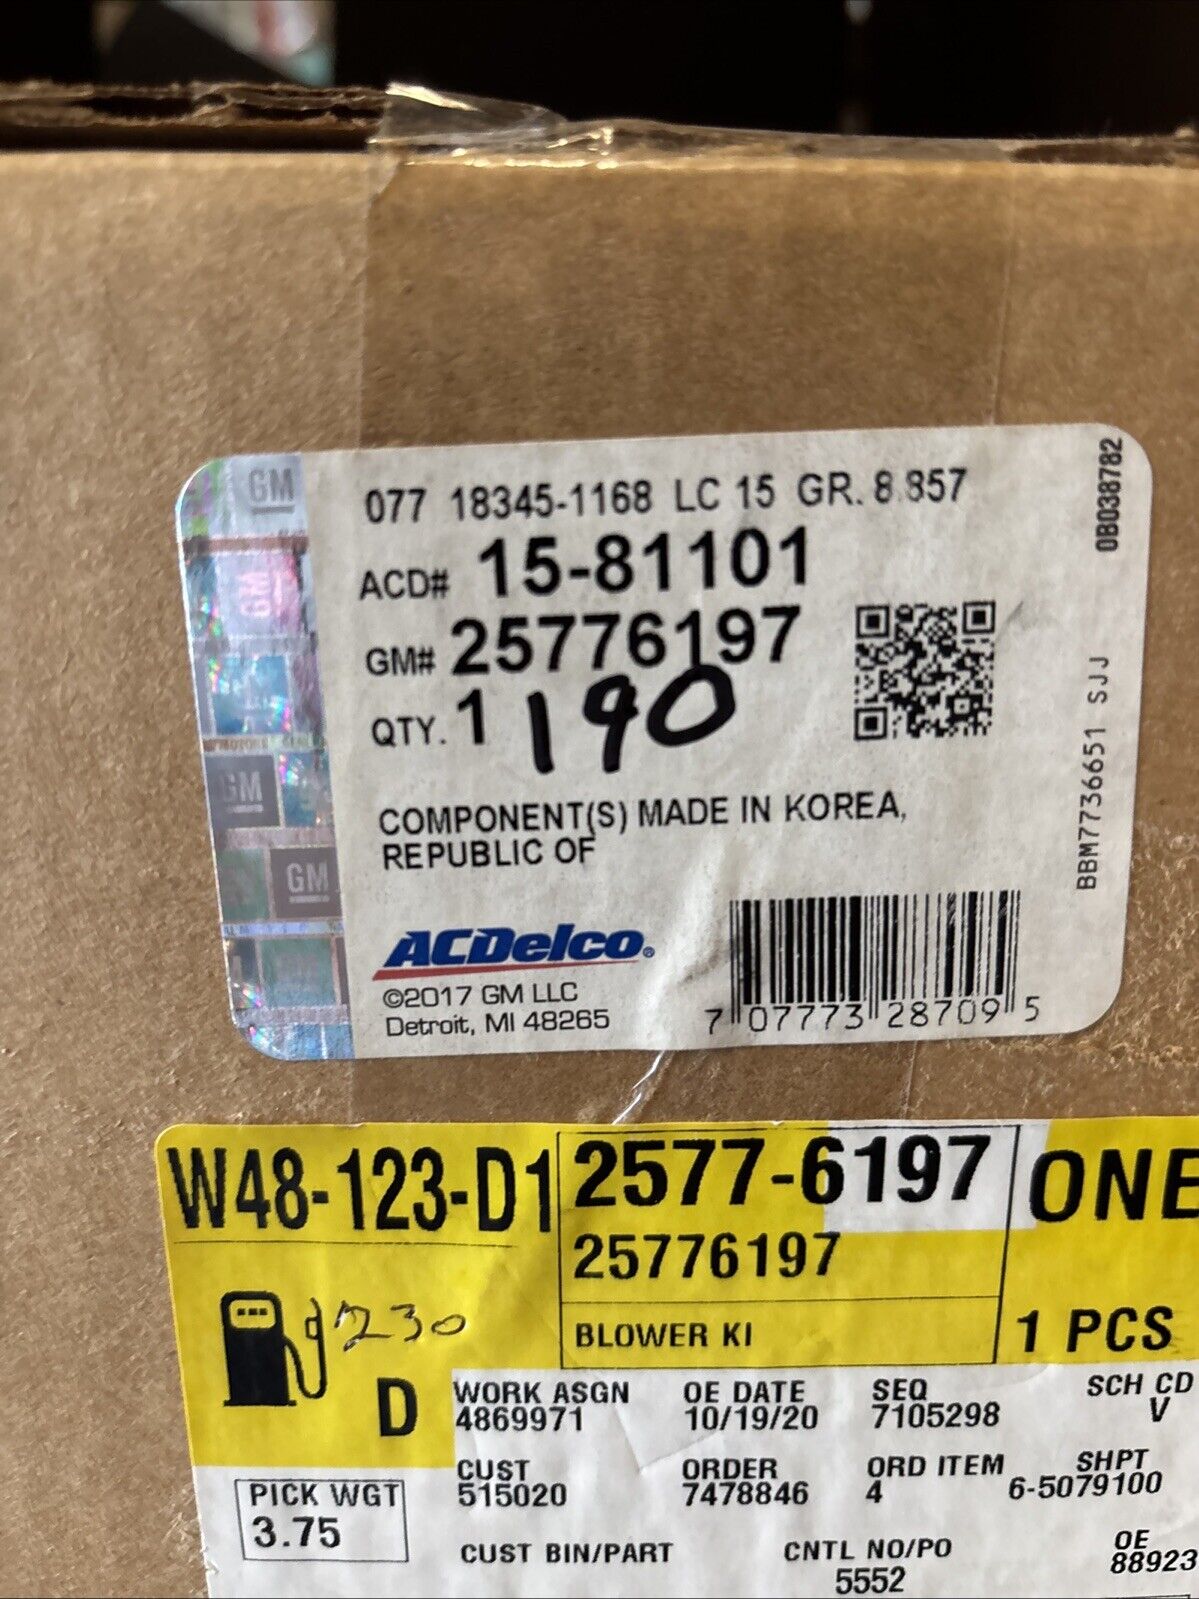 GM
077 18345-1168 LC 15 GR. 8.857
ACD# 15-81101
GM# 25776197
QTY. 1 190
COMPONENT(S) MADE IN KOREA,
REPUBLIC OF
ACDelco®
©2017 GM LLC
Detroit, MI 48265
7 07773 28709 5
0B038782
BBM7736651 SJJ
GM
GM
GM
W48-123-D1
2577-6197
ONE
25776197
BLOWER KI
1 PCS
230
D
WORK ASGN OE DATE SEQ SCH CD
4869971 10/19/20 7105298 V
CUST ORDER ORD ITEM SHPT
515020 7478846 4 6-5079100
PICK WGT
3.75
CUST BIN/PART CNTL NO/PO OE
5552 88923